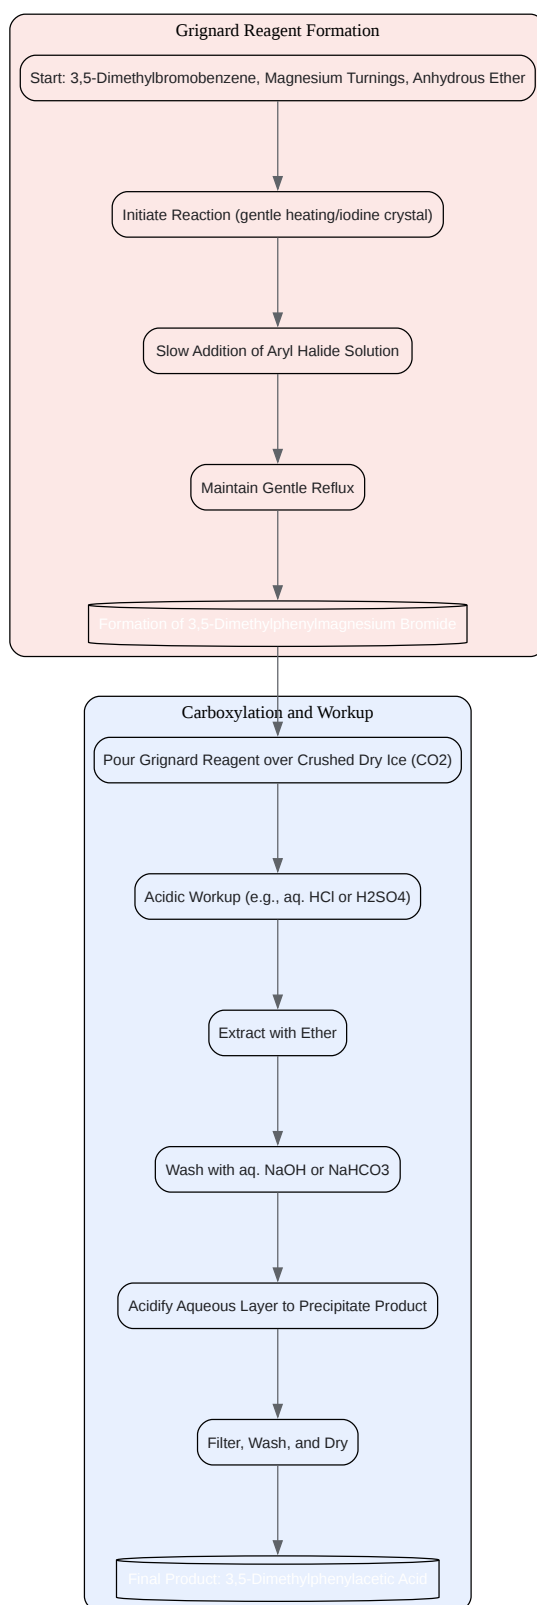 Grignard Reagent Formation
Start: 3,5-Dimethylbromobenzene, Magnesium Turnings, Anhydrous Ether
Initiate Reaction (gentle heating/iodine crystal)
Slow Addition of Aryl Halide Solution
Maintain Gentle Reflux
Formation of 3,5-Dimethylphenylmagnesium Bromide
Carboxylation and Workup
Pour Grignard Reagent over Crushed Dry Ice (CO2)
Acidic Workup (e.g., aq. HCl or H2SO4)
Extract with Ether
Wash with aq. NaOH or NaHCO3
Acidify Aqueous Layer to Precipitate Product
Filter, Wash, and Dry
Final Product: 3,5-Dimethylphenylacetic Acid